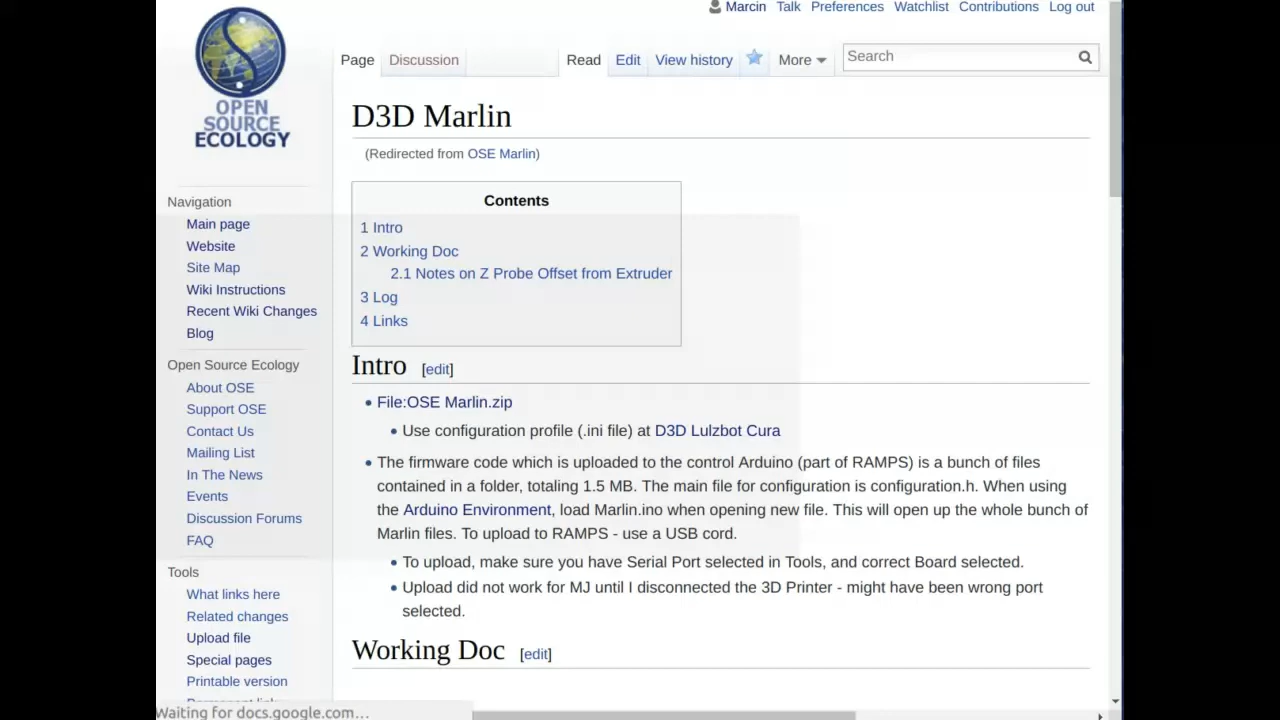 Marcin Talk Preferences Watchlist Contributions Log out
Page Discussion Read Edit View history More Search
OPEN
SOURCE
ECOLOGY
Navigation
Main page
Website
Site Map
Wiki Instructions
Recent Wiki Changes
Blog
Open Source Ecology
About OSE
Support OSE
Contact Us
Mailing List
In The News
Events
Discussion Forums
FAQ
Tools
What links here
Related changes
Upload file
Special pages
Printable version
D3D Marlin
(Redirected from OSE Marlin)
Contents
1 Intro
2 Working Doc
2.1 Notes on Z Probe Offset from Extruder
3 Log
4 Links
Intro [edit]
• File:OSE Marlin.zip
• Use configuration profile (.ini file) at D3D Lulzbot Cura
• The firmware code which is uploaded to the control Arduino (part of RAMPS) is a bunch of files
contained in a folder, totaling 1.5 MB. The main file for configuration is configuration.h. When using
the Arduino Environment, load Marlin.ino when opening new file. This will open up the whole bunch of
Marlin files. To upload to RAMPS - use a USB cord.
• To upload, make sure you have Serial Port selected in Tools, and correct Board selected.
• Upload did not work for MJ until I disconnected the 3D Printer - might have been wrong port
selected.
Working Doc [edit]
Waiting for docs.google.com...